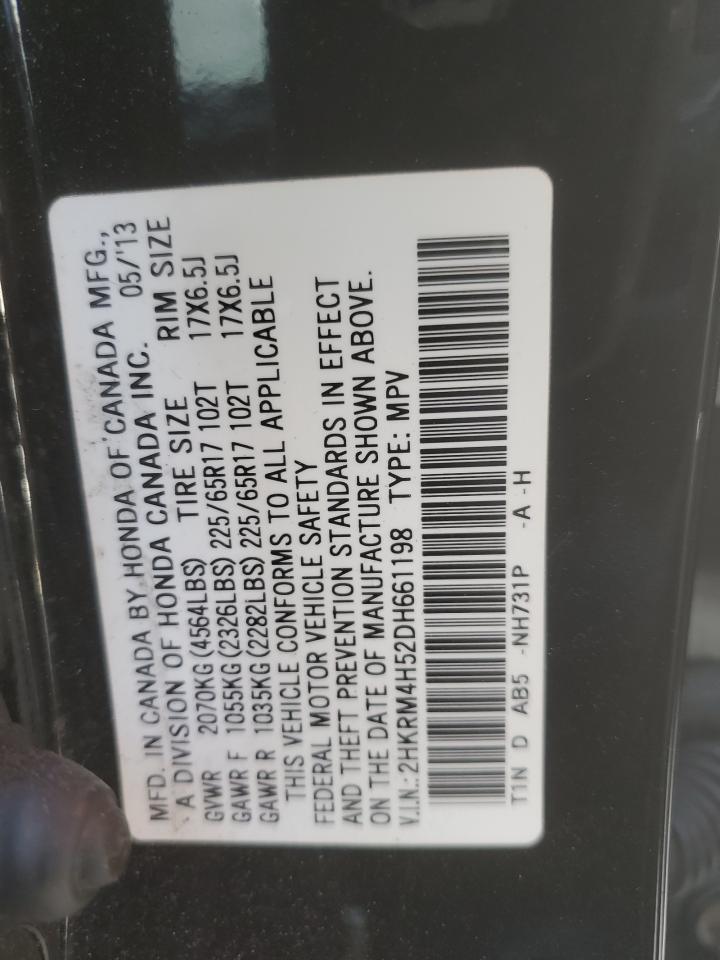 MFD. IN CANADA BY HONDA OF CANADA MFG.,
A DIVISION OF HONDA CANADA INC. 05/'13
GVWR 2070KG (4564LBS) TIRE SIZE RIM SIZE
GAWR F 1055KG (2326LBS) 225/65R17 102T 17X6.5J
GAWR R 1035KG (2282LBS) 225/65R17 102T 17X6.5J
THIS VEHICLE CONFORMS TO ALL APPLICABLE
FEDERAL MOTOR VEHICLE SAFETY
AND THEFT PREVENTION STANDARDS IN EFFECT
ON THE DATE OF MANUFACTURE SHOWN ABOVE.
V.I.N.: 2HKRM4H52DH661198 TYPE: MPV
T1N D AB5 -NH731P -A -H